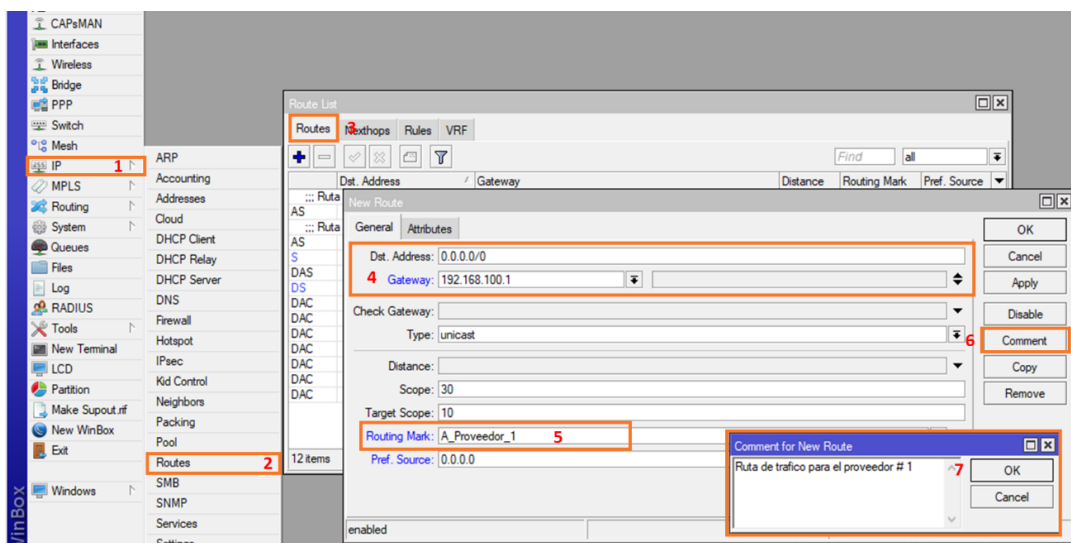 CAPsMAN
Interfaces
Wireless
Bridge
PPP
Switch
Mesh
IP 1
MPLS
Routing
System
Queues
Files
Log
RADIUS
Tools
New Terminal
LCD
Partition
Make Supout.rif
New WinBox
Exit
Windows
WinBox
ARP
Accounting
Addresses
Cloud
DHCP Client
DHCP Relay
DHCP Server
DNS
Firewall
Hotspot
IPsec
Kid Control
Neighbors
Packing
Pool
Routes 2
SMB
SNMP
Services
Settings
Route List
Routes 3 Nexthops Rules VRF
Find all
Dst. Address / Gateway Distance Routing Mark Pref. Source
;;; Ruta
AS
;;; Ruta
AS
S
DAS
DS
DAC
DAC
DAC
DAC
DAC
DAC
DAC
12 items
New Route
General Attributes
Dst. Address: 0.0.0.0/0
4 Gateway: 192.168.100.1
Check Gateway:
Type: unicast
Distance:
Scope: 30
Target Scope: 10
Routing Mark: A_Proveedor_1 5
Pref. Source: 0.0.0.0
enabled
OK
Cancel
Apply
Disable
6 Comment
Copy
Remove
Comment for New Route
Ruta de trafico para el proveedor # 1
7 OK
Cancel